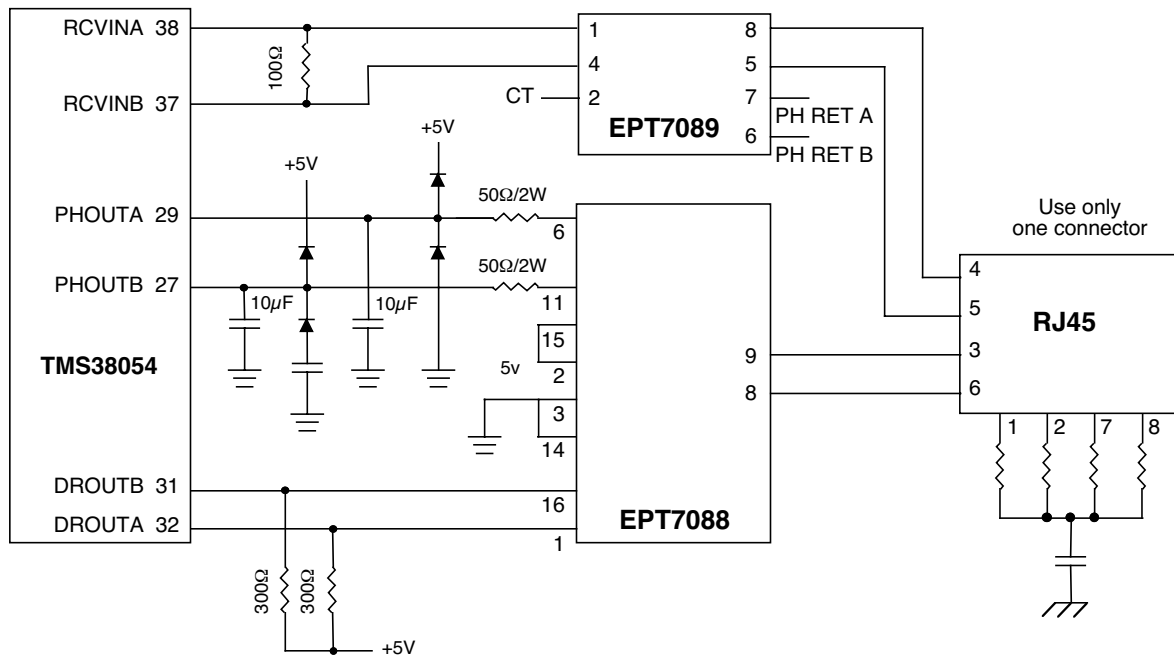 RCVINA 38
100Ω
RCVINB 37
+5V
+5V
PHOUTA 29
PHOUTB 27
10µF
10µF
50Ω/2W
50Ω/2W
TMS38054
DROUTB 31
DROUTA 32
300Ω
300Ω
+5V
1
4
CT
2
EPT7089
8
5
7
PH RET A
6
PH RET B
6
11
15
5v
2
3
14
16
1
EPT7088
9
8
Use only
one connector
4
5
RJ45
3
6
1
2
7
8